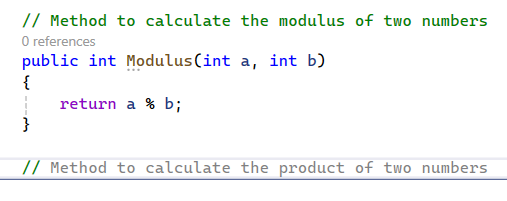 // Method to calculate the modulus of two numbers
0 references
public int Modulus(int a, int b)
{
    return a % b;
}
// Method to calculate the product of two numbers